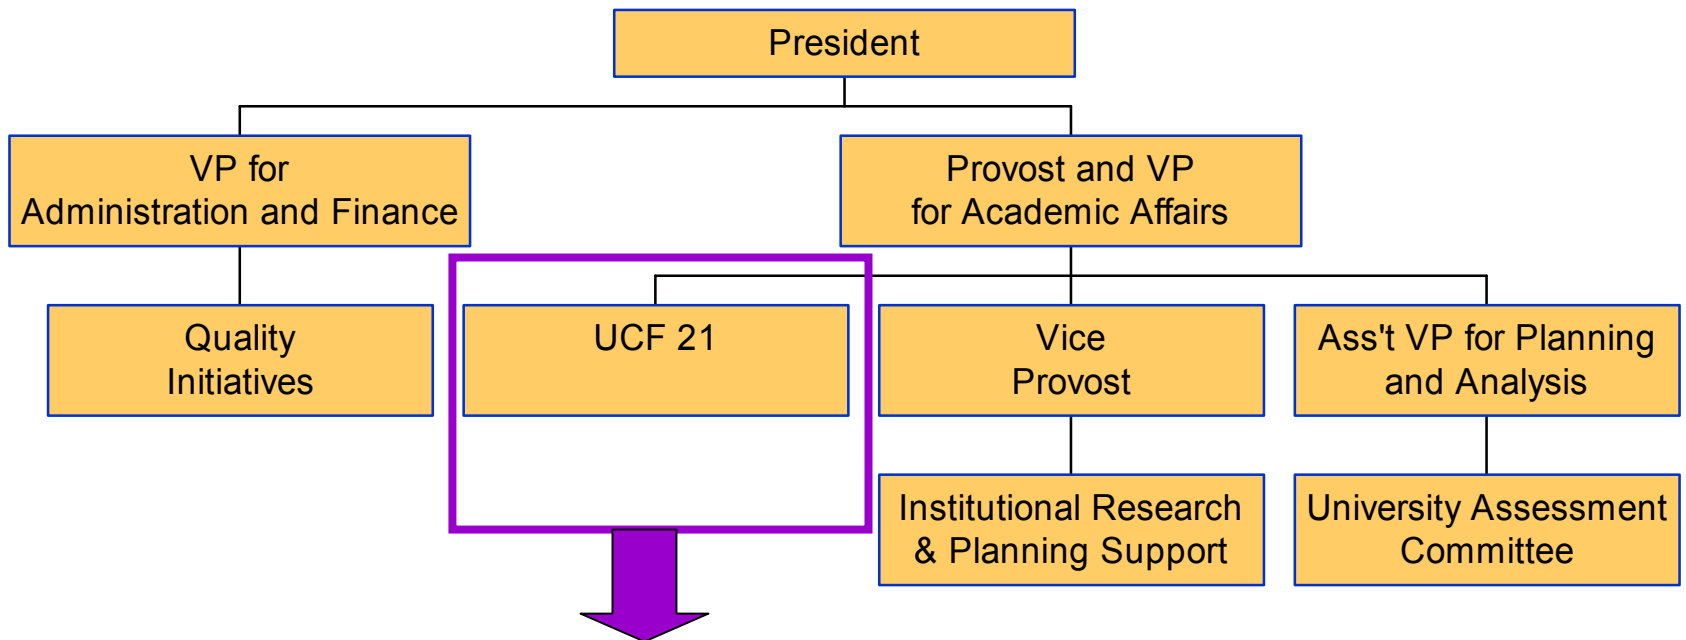 President
VP for
Administration and Finance
Provost and VP
for Academic Affairs
Quality
Initiatives
UCF 21
Vice
Provost
Ass't VP for Planning
and Analysis
Institutional Research
& Planning Support
University Assessment
Committee